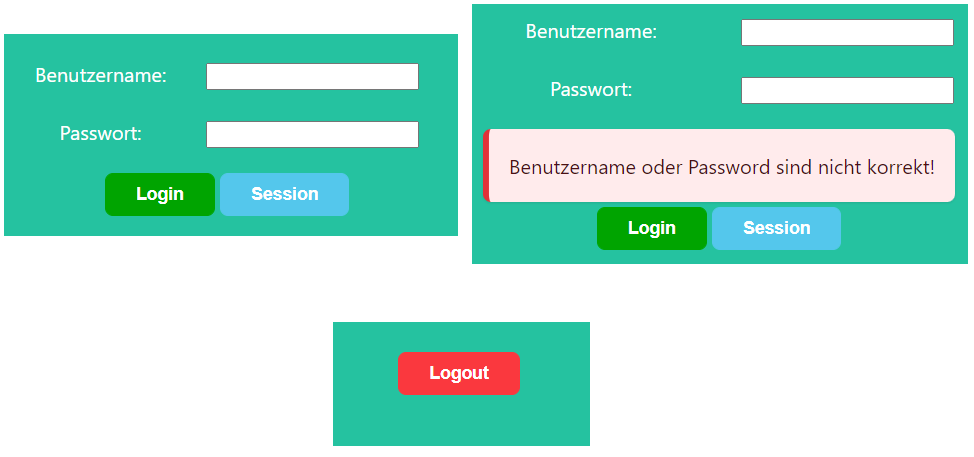 Benutzername:
Passwort:
Login Session
Benutzername:
Passwort:
Benutzername oder Password sind nicht korrekt!
Login Session
Logout